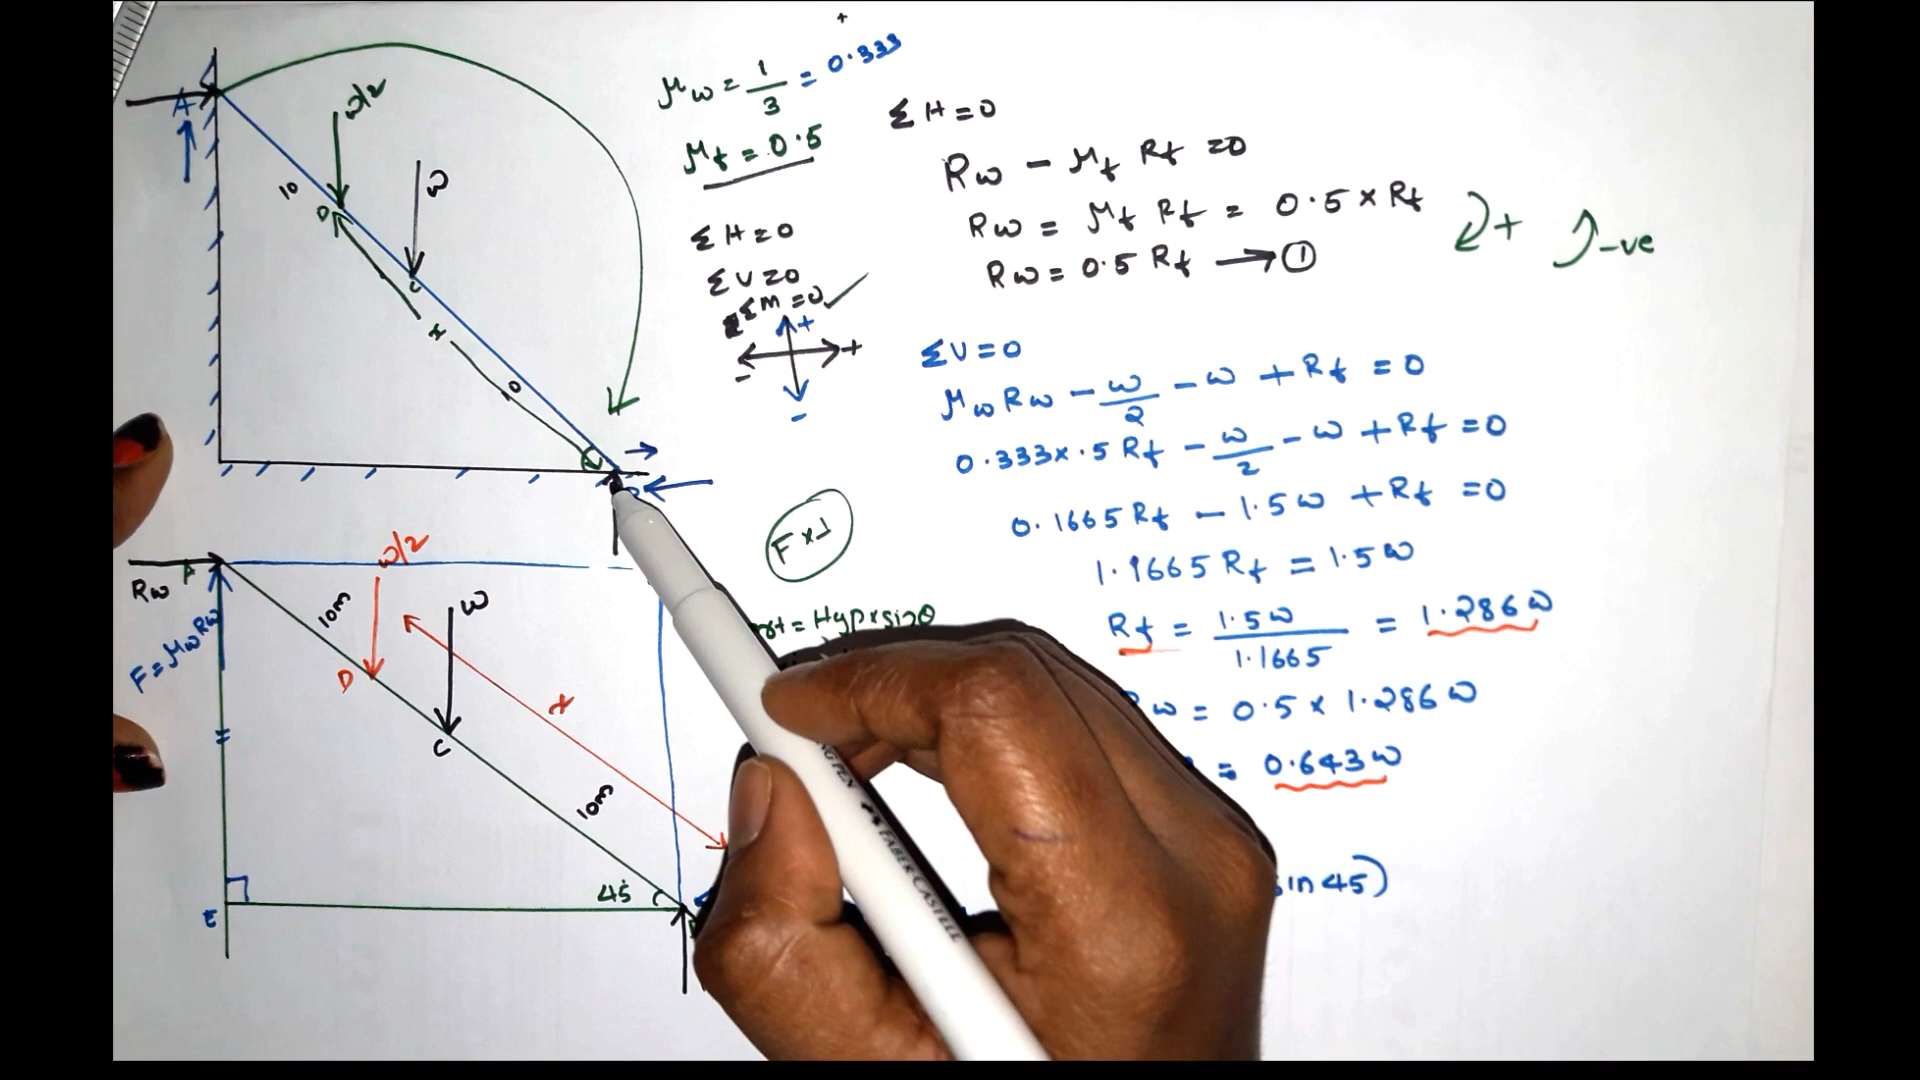 μw = 1/3 = 0.333
μf = 0.5
ΣH=0
ΣV=0
ΣM=0
+
+
-
-
A
w/2
w
10
D
C
x
10
ΣH=0
Rw - μf Rf = 0
Rw = μf Rf = 0.5 × Rf
Rw = 0.5 Rf → ①
+
-ve
ΣV=0
μw Rw - w/2 - w + Rf = 0
0.333×.5 Rf - w/2 - w + Rf = 0
0.1665 Rf - 1.5w + Rf = 0
1.1665 Rf = 1.5w
Rf = 1.5w/1.1665 = 1.286w
w = 0.5 × 1.286w
= 0.643w
sin 45)
Rw
A
F=μwRw
w/2
w
10m
D
C
x
10m
45
E
= Hyp×sinθ
FABER CASTELL